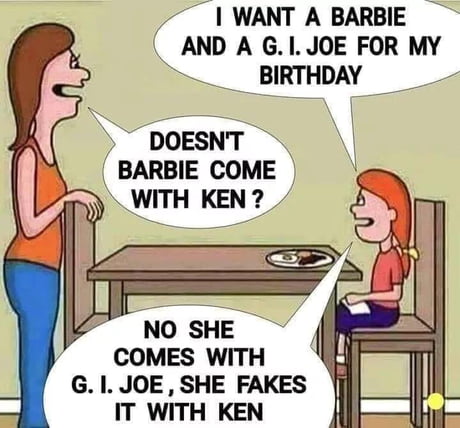 I WANT A BARBIE
AND A G. I. JOE FOR MY
BIRTHDAY
DOESN'T
BARBIE COME
WITH KEN ?
NO SHE
COMES WITH
G. I. JOE , SHE FAKES
IT WITH KEN